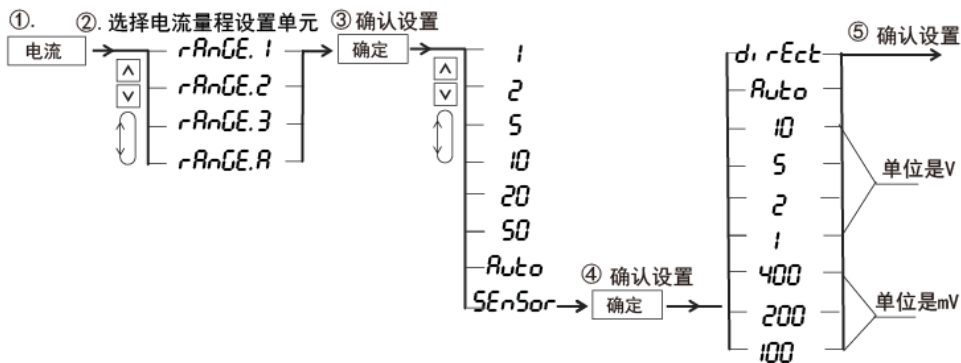 ①.
电流
②. 选择电流量程设置单元
rAnGE.1
rAnGE.2
rAnGE.3
rAnGE.A
③ 确认设置
确定
1
2
5
10
20
50
Auto
SEnSor
④ 确认设置
确定
dirEct
Auto
10
5
2
1
400
200
100
⑤ 确认设置
单位是V
单位是mV